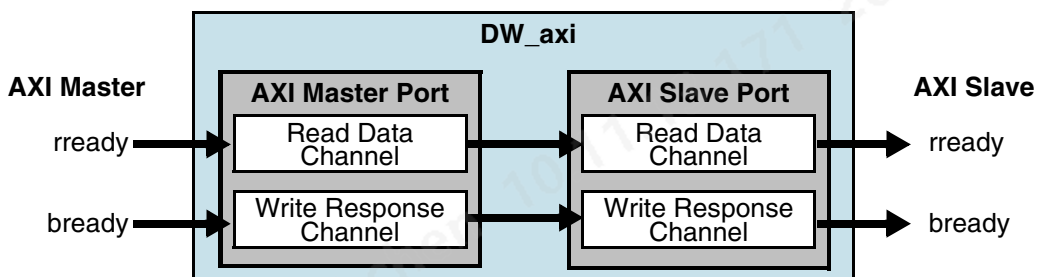 DW_axi
AXI Master
AXI Master Port
AXI Slave Port
AXI Slave
rready
Read Data
Channel
Read Data
Channel
rready
bready
Write Response
Channel
Write Response
Channel
bready